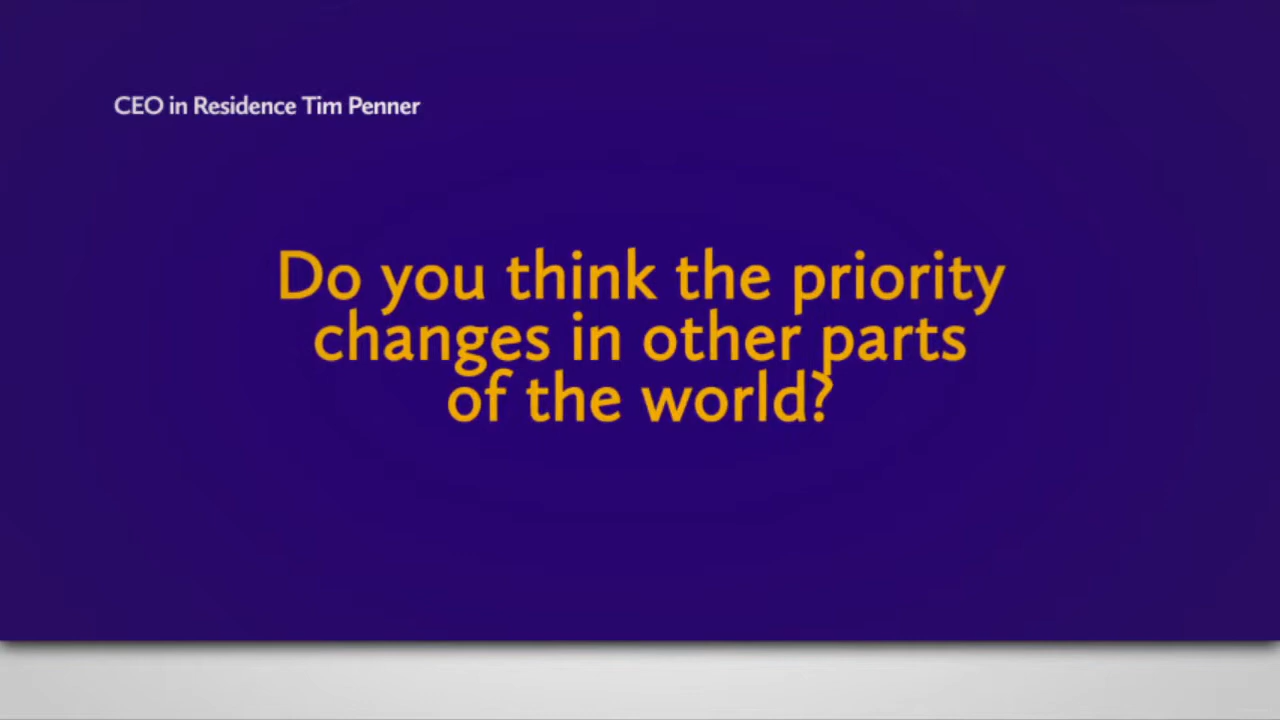 CEO in Residence Tim Penner
Do you think the priority
changes in other parts
of the world?